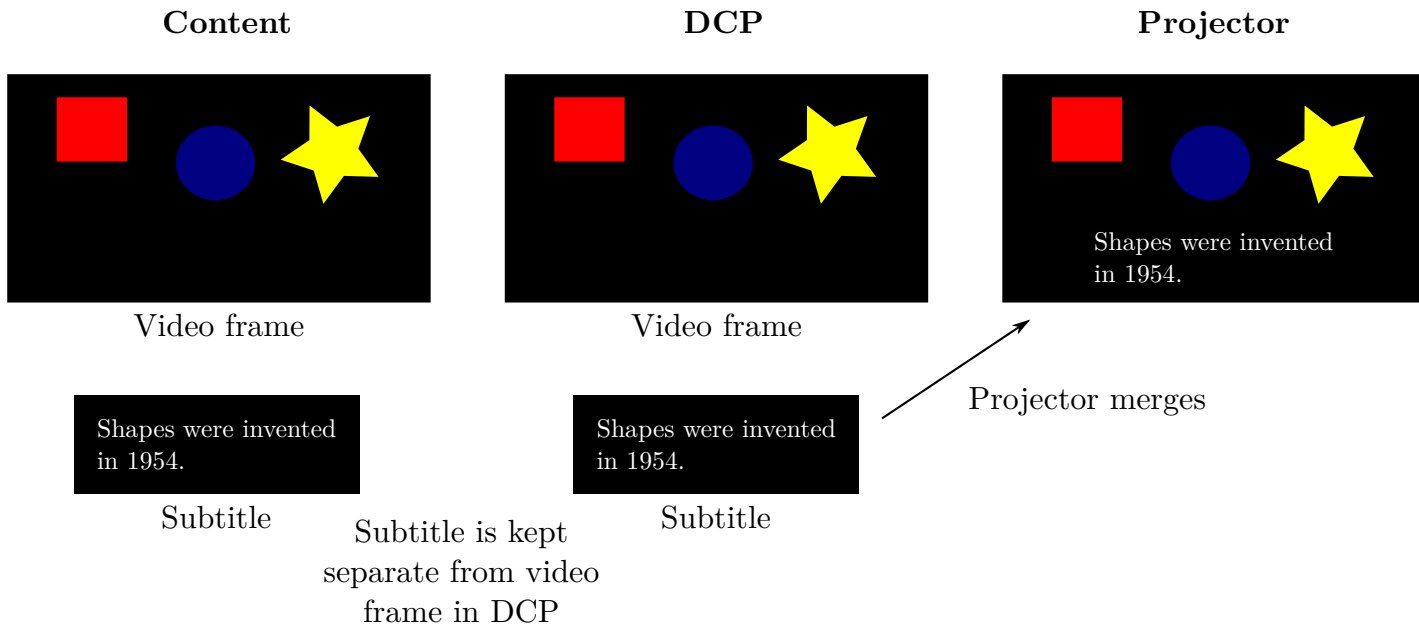 Content
DCP
Projector
Shapes were invented
in 1954.
Video frame
Video frame
Projector merges
Shapes were invented
in 1954.
Shapes were invented
in 1954.
Subtitle
Subtitle
Subtitle is kept
separate from video
frame in DCP